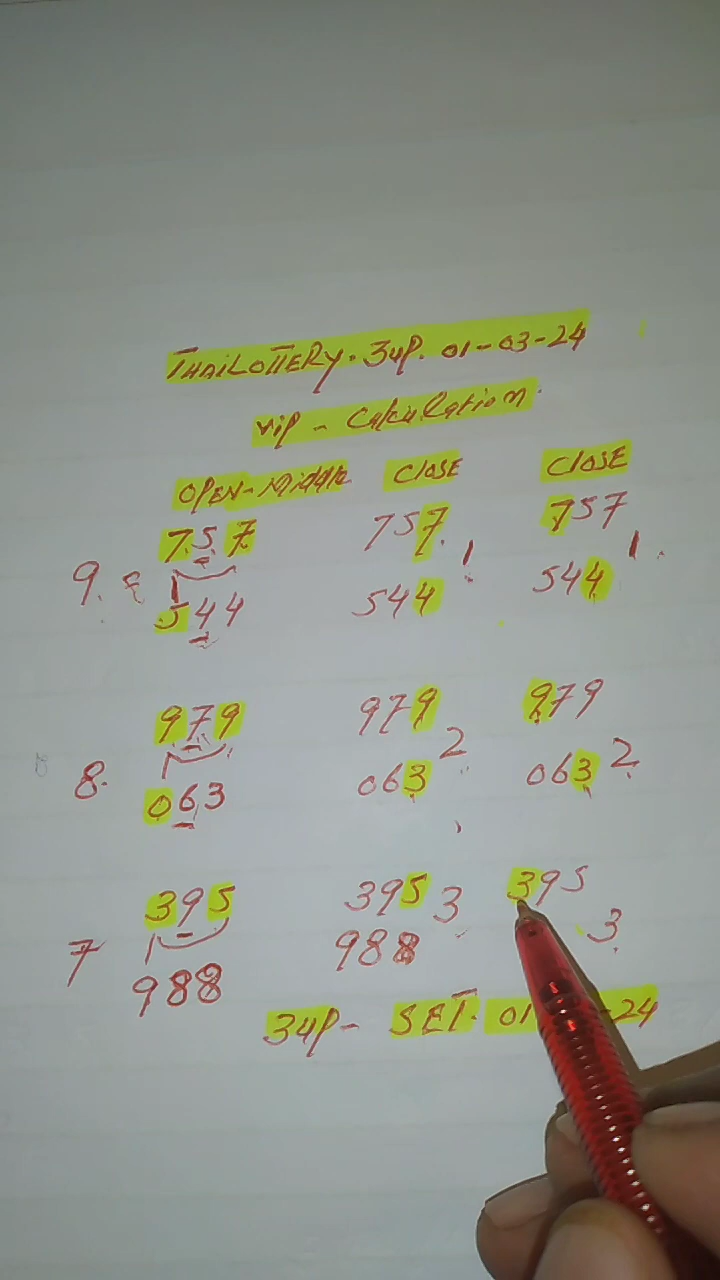 THAILOTTERY. 3UP. 01-03-24
VIP - Calculation.
OPEN-Middle CLOSE CLOSE
757 757 757
9. 1 1.
544 544 544
979 979 979
8. 2 2.
063 063 063
395 395 395
7 3 3
988 988
3UP- SET. 01 -24